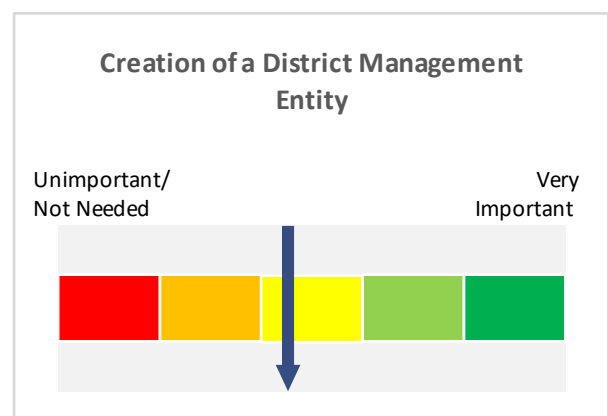 Creation of a District Management
Entity
Unimportant/
Not Needed
Very
Important